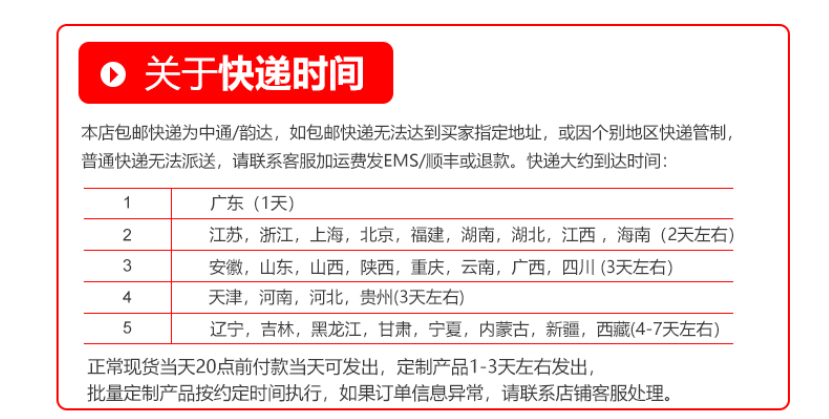 关于快递时间
本店包邮快递为中通/韵达，如包邮快递无法达到买家指定地址，或因个别地区快递管制，
普通快递无法派送，请联系客服加运费发EMS/顺丰或退款。快递大约到达时间：
1 广东（1天）
2 江苏，浙江，上海，北京，福建，湖南，湖北，江西 ，海南（2天左右）
3 安徽，山东，山西，陕西，重庆，云南，广西，四川 (3天左右)
4 天津，河南，河北，贵州(3天左右)
5 辽宁，吉林，黑龙江，甘肃，宁夏，内蒙古，新疆，西藏(4-7天左右)
正常现货当天20点前付款当天可发出，定制产品1-3天左右发出，
批量定制产品按约定时间执行，如果订单信息异常，请联系店铺客服处理。